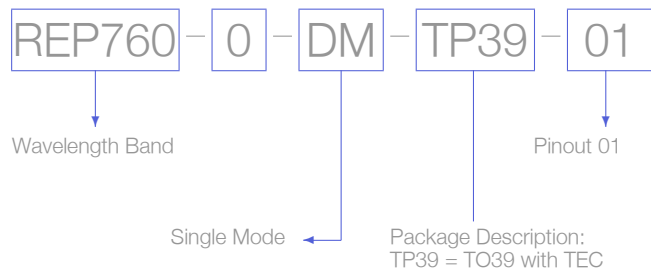 REP760 - 0 - DM - TP39 - 01
Wavelength Band
Pinout 01
Single Mode
Package Description:
TP39 = TO39 with TEC